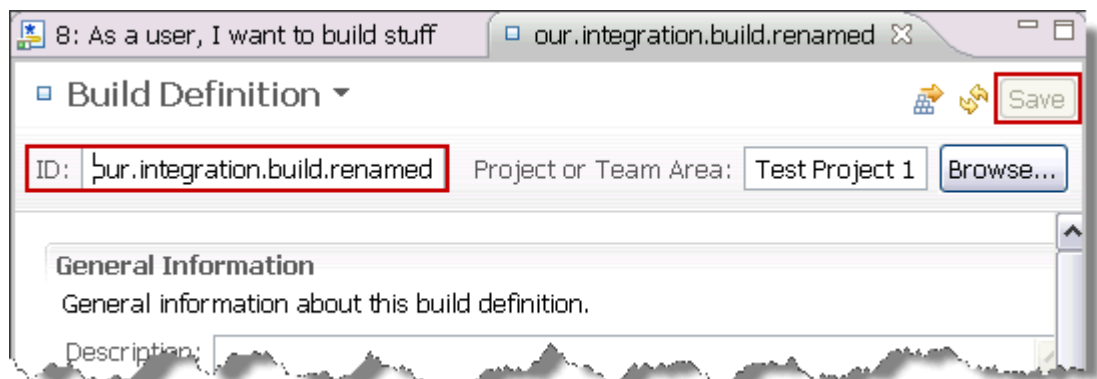 8: As a user, I want to build stuff our.integration.build.renamed
Build Definition Save
ID: our.integration.build.renamed Project or Team Area: Test Project 1 Browse...
General Information
General information about this build definition.
Description: